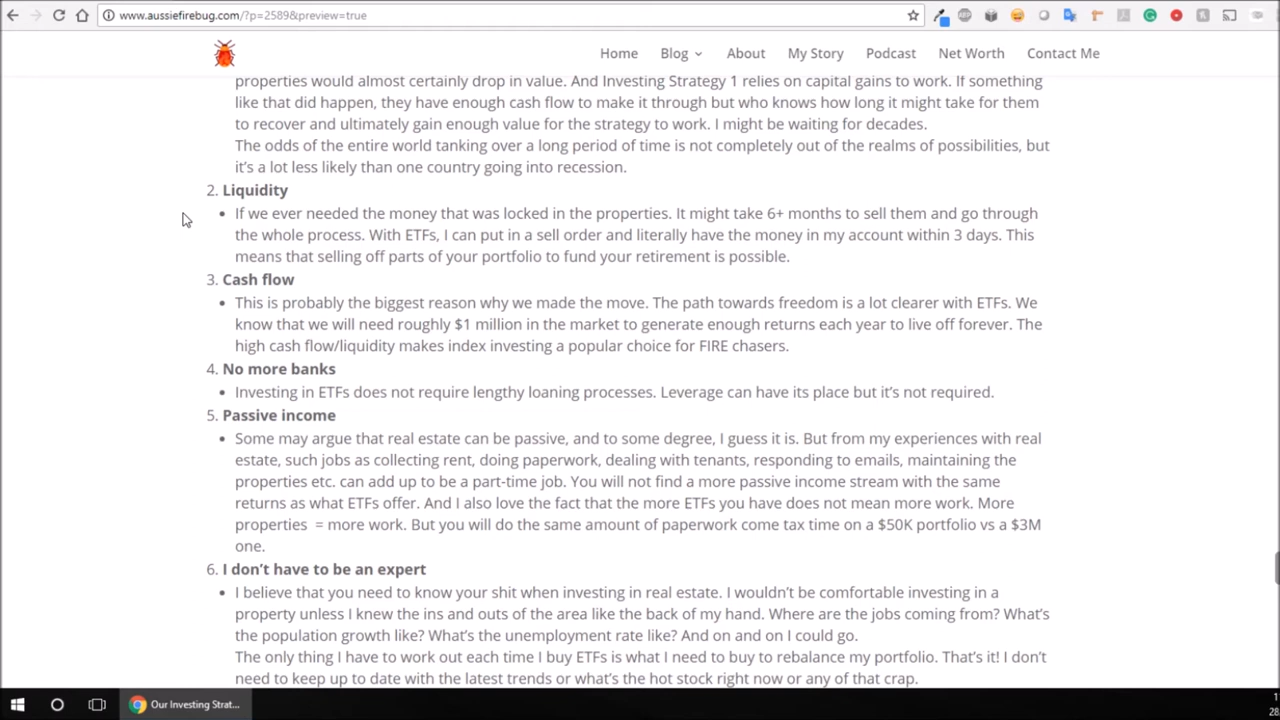 www.aussiefirebug.com/?p=2589&preview=true
Home Blog About My Story Podcast Net Worth Contact Me
properties would almost certainly drop in value. And Investing Strategy 1 relies on capital gains to work. If something
like that did happen, they have enough cash flow to make it through but who knows how long it might take for them
to recover and ultimately gain enough value for the strategy to work. I might be waiting for decades.
The odds of the entire world tanking over a long period of time is not completely out of the realms of possibilities, but
it's a lot less likely than one country going into recession.
2. Liquidity
• If we ever needed the money that was locked in the properties. It might take 6+ months to sell them and go through
the whole process. With ETFs, I can put in a sell order and literally have the money in my account within 3 days. This
means that selling off parts of your portfolio to fund your retirement is possible.
3. Cash flow
• This is probably the biggest reason why we made the move. The path towards freedom is a lot clearer with ETFs. We
know that we will need roughly $1 million in the market to generate enough returns each year to live off forever. The
high cash flow/liquidity makes index investing a popular choice for FIRE chasers.
4. No more banks
• Investing in ETFs does not require lengthy loaning processes. Leverage can have its place but it's not required.
5. Passive income
• Some may argue that real estate can be passive, and to some degree, I guess it is. But from my experiences with real
estate, such jobs as collecting rent, doing paperwork, dealing with tenants, responding to emails, maintaining the
properties etc. can add up to be a part-time job. You will not find a more passive income stream with the same
returns as what ETFs offer. And I also love the fact that the more ETFs you have does not mean more work. More
properties = more work. But you will do the same amount of paperwork come tax time on a $50K portfolio vs a $3M
one.
6. I don't have to be an expert
• I believe that you need to know your shit when investing in real estate. I wouldn't be comfortable investing in a
property unless I knew the ins and outs of the area like the back of my hand. Where are the jobs coming from? What's
the population growth like? What's the unemployment rate like? And on and on I could go.
The only thing I have to work out each time I buy ETFs is what I need to buy to rebalance my portfolio. That's it! I don't
need to keep up to date with the latest trends or what's the hot stock right now or any of that crap.
Our Investing Strat...
1
28